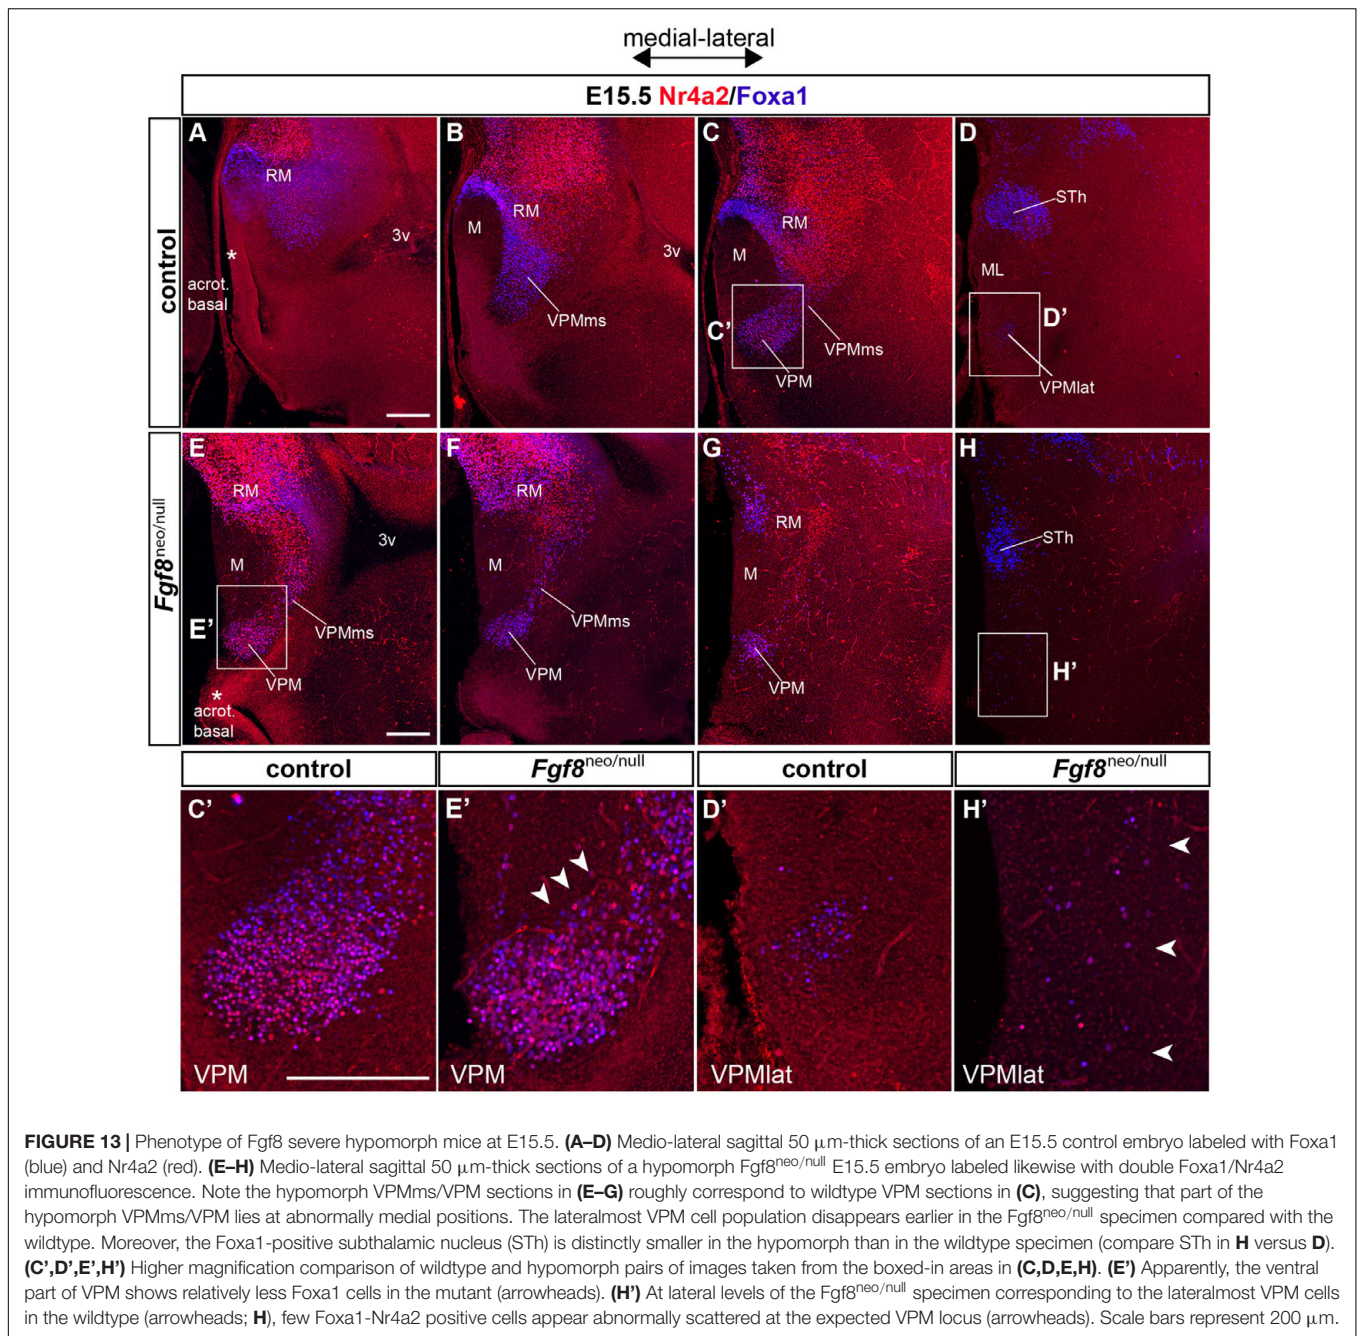 medial-lateral
E15.5 Nr4a2/Foxa1
control
A
RM
3v
*
acrot.
basal
B
M
RM
3v
VPMms
C
RM
M
C'
VPMms
VPM
D
STh
ML
D'
VPMlat
Fgf8neo/null
E
RM
3v
M
E'
VPMms
VPM
*
acrot.
basal
F
RM
M
VPMms
VPM
G
RM
M
VPM
H
STh
H'
control
Fgf8neo/null
control
Fgf8neo/null
C'
VPM
E'
VPM
D'
VPMlat
H'
VPMlat
FIGURE 13 | Phenotype of Fgf8 severe hypomorph mice at E15.5. (A–D) Medio-lateral sagittal 50 μm-thick sections of an E15.5 control embryo labeled with Foxa1
(blue) and Nr4a2 (red). (E–H) Medio-lateral sagittal 50 μm-thick sections of a hypomorph Fgf8neo/null E15.5 embryo labeled likewise with double Foxa1/Nr4a2
immunofluorescence. Note the hypomorph VPMms/VPM sections in (E–G) roughly correspond to wildtype VPM sections in (C), suggesting that part of the
hypomorph VPMms/VPM lies at abnormally medial positions. The lateralmost VPM cell population disappears earlier in the Fgf8neo/null specimen compared with the
wildtype. Moreover, the Foxa1-positive subthalamic nucleus (STh) is distinctly smaller in the hypomorph than in the wildtype specimen (compare STh in H versus D).
(C',D',E',H') Higher magnification comparison of wildtype and hypomorph pairs of images taken from the boxed-in areas in (C,D,E,H). (E') Apparently, the ventral
part of VPM shows relatively less Foxa1 cells in the mutant (arrowheads). (H') At lateral levels of the Fgf8neo/null specimen corresponding to the lateralmost VPM cells
in the wildtype (arrowheads; H), few Foxa1-Nr4a2 positive cells appear abnormally scattered at the expected VPM locus (arrowheads). Scale bars represent 200 μm.